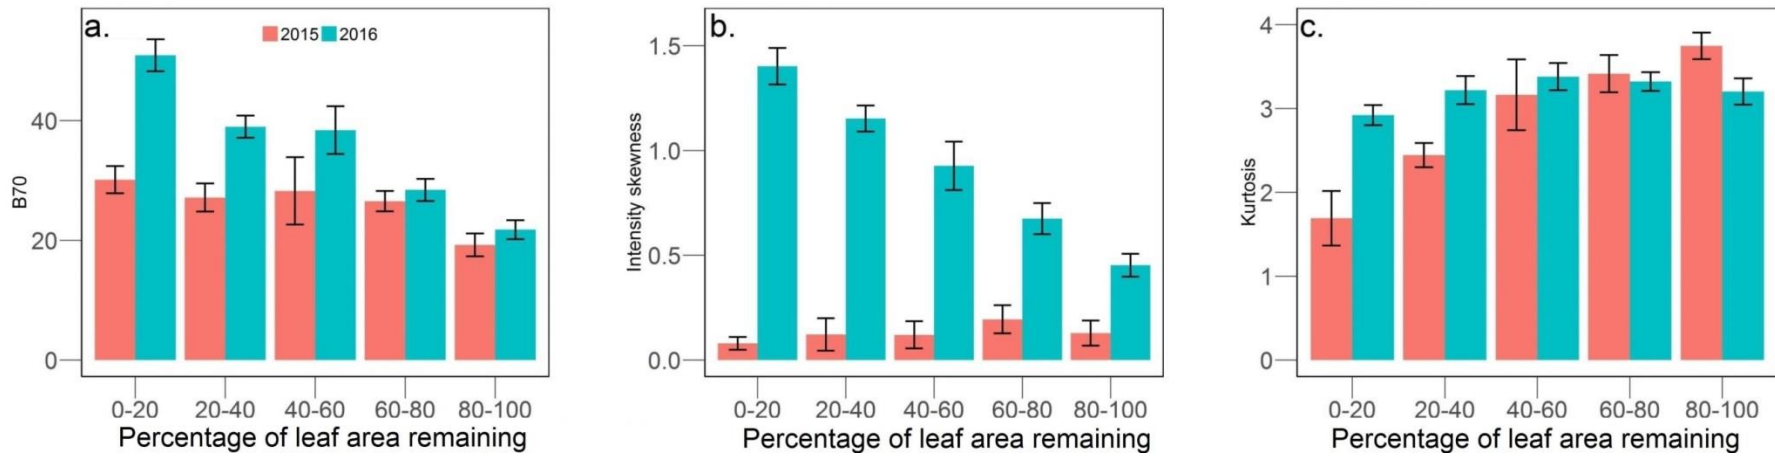 a.
2015 2016
40
20
0
B70
0-20 20-40 40-60 60-80 80-100
Percentage of leaf area remaining
b.
1.5
1.0
0.5
0.0
Intensity skewness
0-20 20-40 40-60 60-80 80-100
Percentage of leaf area remaining
c.
4
3
2
1
0
Kurtosis
0-20 20-40 40-60 60-80 80-100
Percentage of leaf area remaining